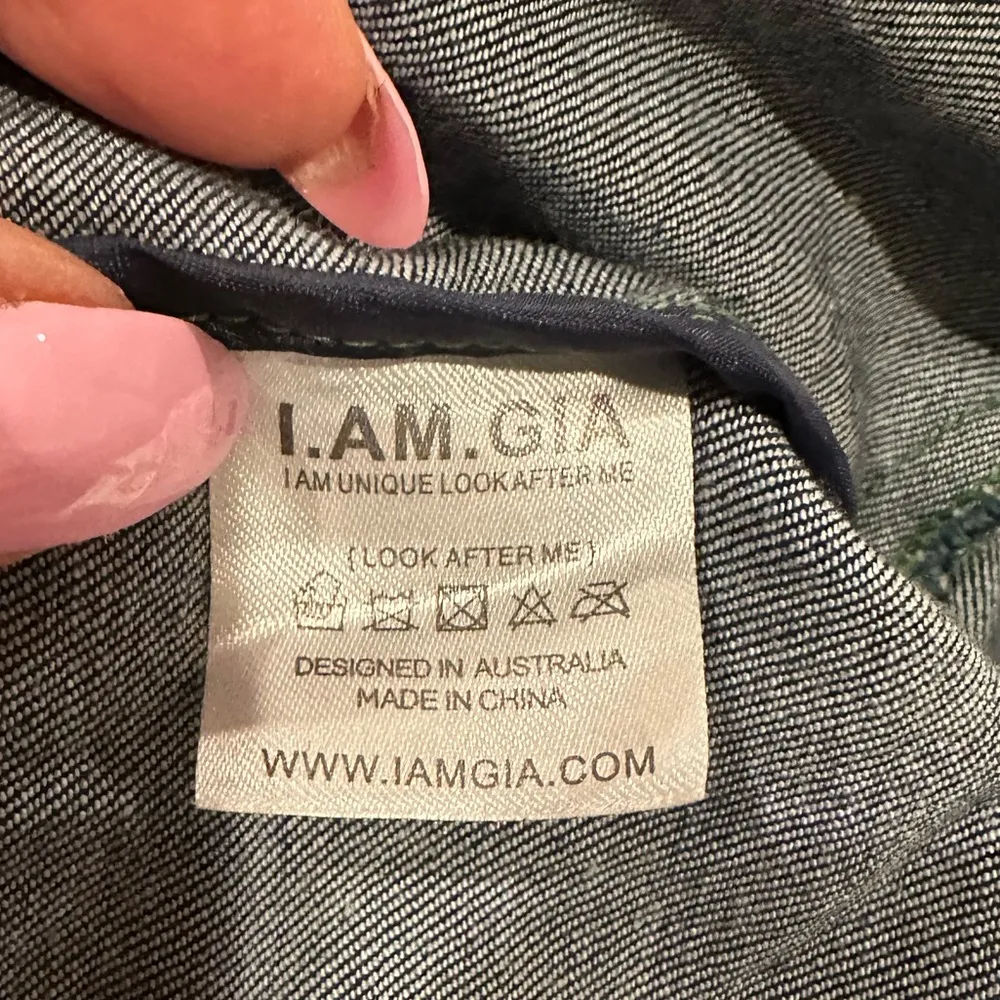 I.AM.GIA
I AM UNIQUE LOOK AFTER ME
{LOOK AFTER ME}
DESIGNED IN AUSTRALIA
MADE IN CHINA
WWW.IAMGIA.COM